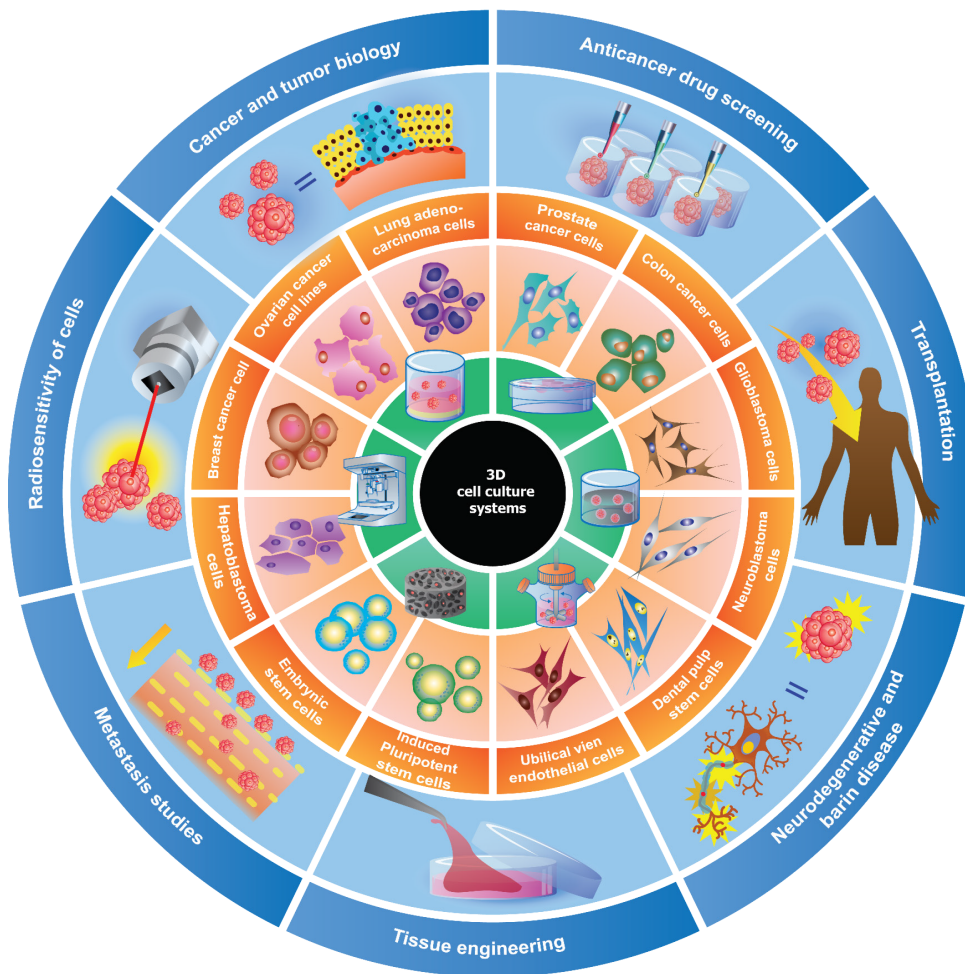 Cancer and tumor biology
Anticancer drug screening
Transplantation
Neurodegenerative and
barin disease
Tissue engineering
Metastasis studies
Radiosensitivity of cells
Lung adeno-
carcinoma cells
Prostate
cancer cells
Colon cancer cells
Glioblastoma cells
Neuroblastoma
cells
Dental pulp
stem cells
Ubilical vien
endothelial cells
Induced
Pluripotent
stem cells
Embrynic
stem cells
Hepatoblastoma
cells
Breast cancer cell
Ovarian cancer
cell lines
3D
cell culture
systems